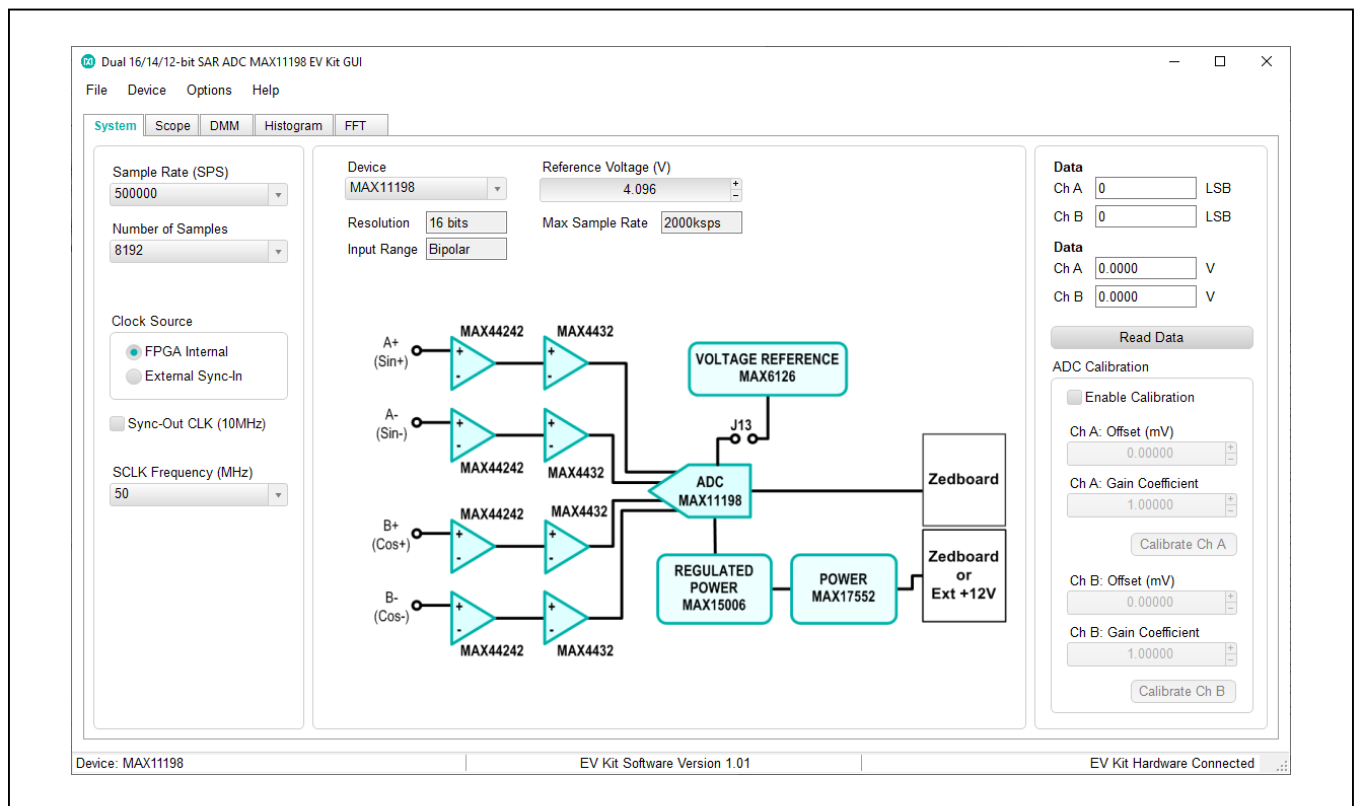 Dual 16/14/12-bit SAR ADC MAX11198 EV Kit GUI
File Device Options Help
System Scope DMM Histogram FFT
Sample Rate (SPS)
500000
Number of Samples
8192
Clock Source
FPGA Internal
External Sync-In
Sync-Out CLK (10MHz)
SCLK Frequency (MHz)
50
Device
MAX11198
Reference Voltage (V)
4.096
+
-
Resolution 16 bits
Max Sample Rate 2000ksps
Input Range Bipolar
A+
(Sin+)
+
-
MAX44242
+
-
MAX4432
A-
(Sin-)
+
-
MAX44242
+
-
MAX4432
B+
(Cos+)
MAX44242
+
-
MAX4432
+
-
B-
(Cos-)
+
-
MAX44242
+
-
MAX4432
VOLTAGE REFERENCE
MAX6126
J13
ADC
MAX11198
Zedboard
REGULATED
POWER
MAX15006
POWER
MAX17552
Zedboard
or
Ext +12V
Data
Ch A 0 LSB
Ch B 0 LSB
Data
Ch A 0.0000 V
Ch B 0.0000 V
Read Data
ADC Calibration
Enable Calibration
Ch A: Offset (mV)
0.00000
+
-
Ch A: Gain Coefficient
1.00000
+
-
Calibrate Ch A
Ch B: Offset (mV)
0.00000
+
-
Ch B: Gain Coefficient
1.00000
+
-
Calibrate Ch B
Device: MAX11198
EV Kit Software Version 1.01
EV Kit Hardware Connected